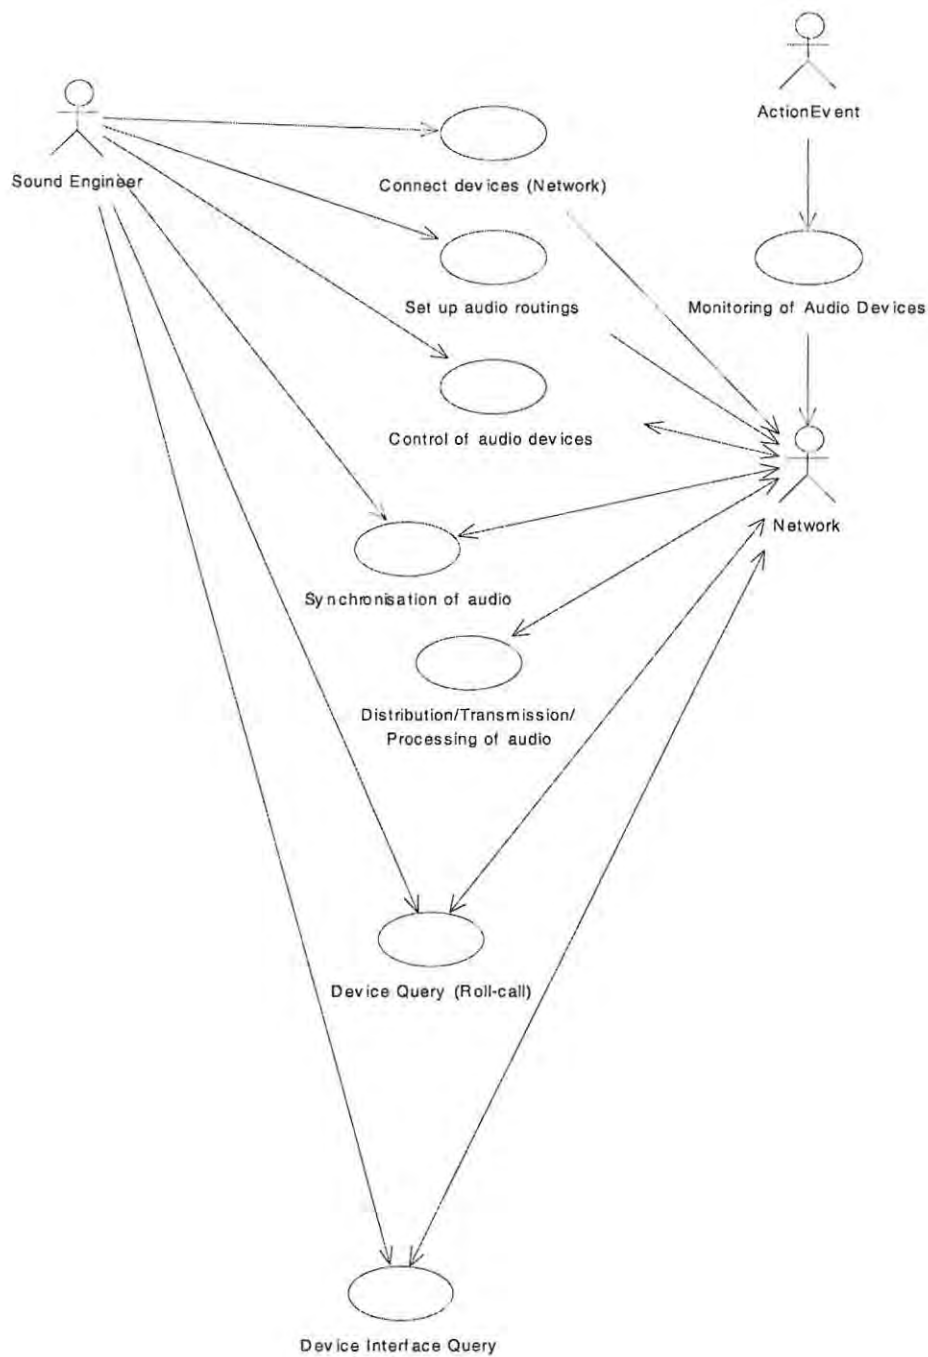 ActionEvent
Sound Engineer
Connect devices (Network)
Set up audio routings
Monitoring of Audio Devices
Control of audio devices
Network
Synchronisation of audio
Distribution/Transmission/
Processing of audio
Device Query (Roll-call)
Device Interface Query